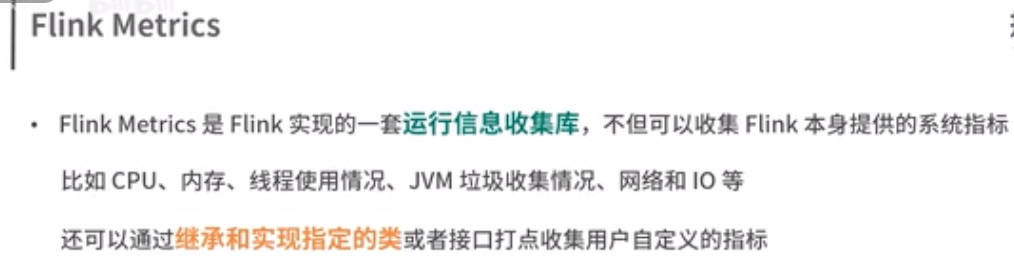 Flink Metrics
• Flink Metrics 是 Flink 实现的一套运行信息收集库，不但可以收集 Flink 本身提供的系统指标
比如 CPU、内存、线程使用情况、JVM 垃圾收集情况、网络和 IO 等
还可以通过继承和实现指定的类或者接口打点收集用户自定义的指标